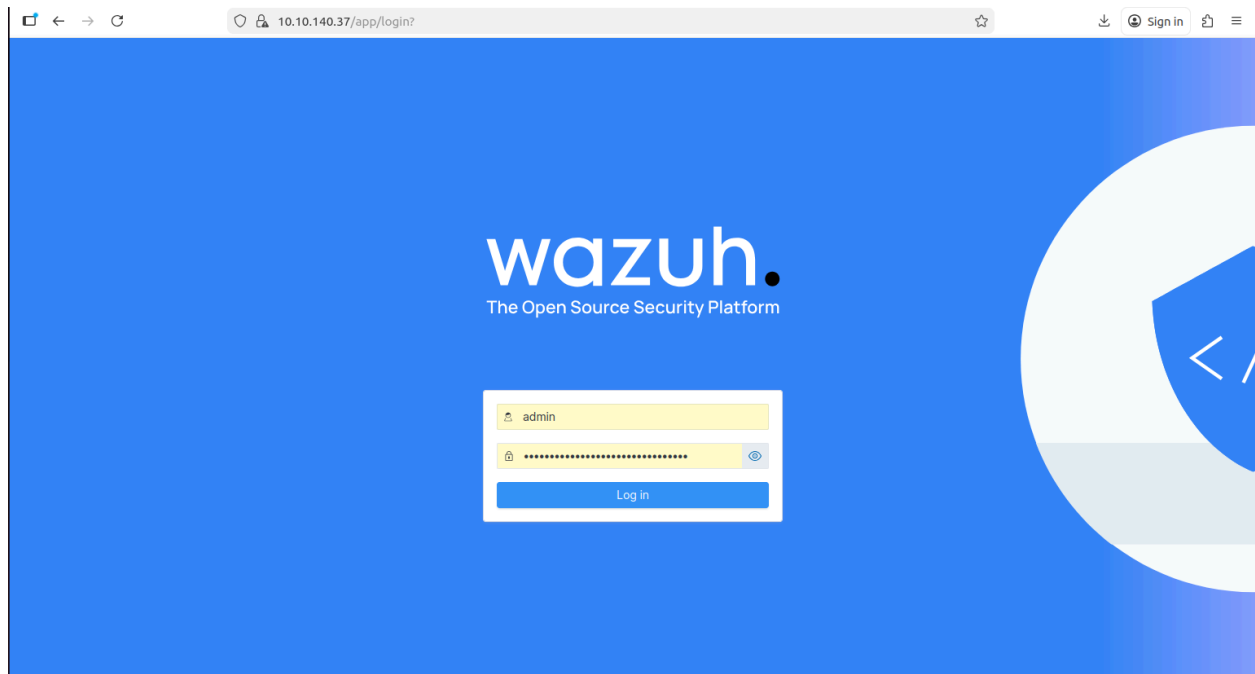 10.10.140.37/app/login?
Sign in
wazuh.
The Open Source Security Platform
admin
••••••••••••••••••••••••••••••••
Log in